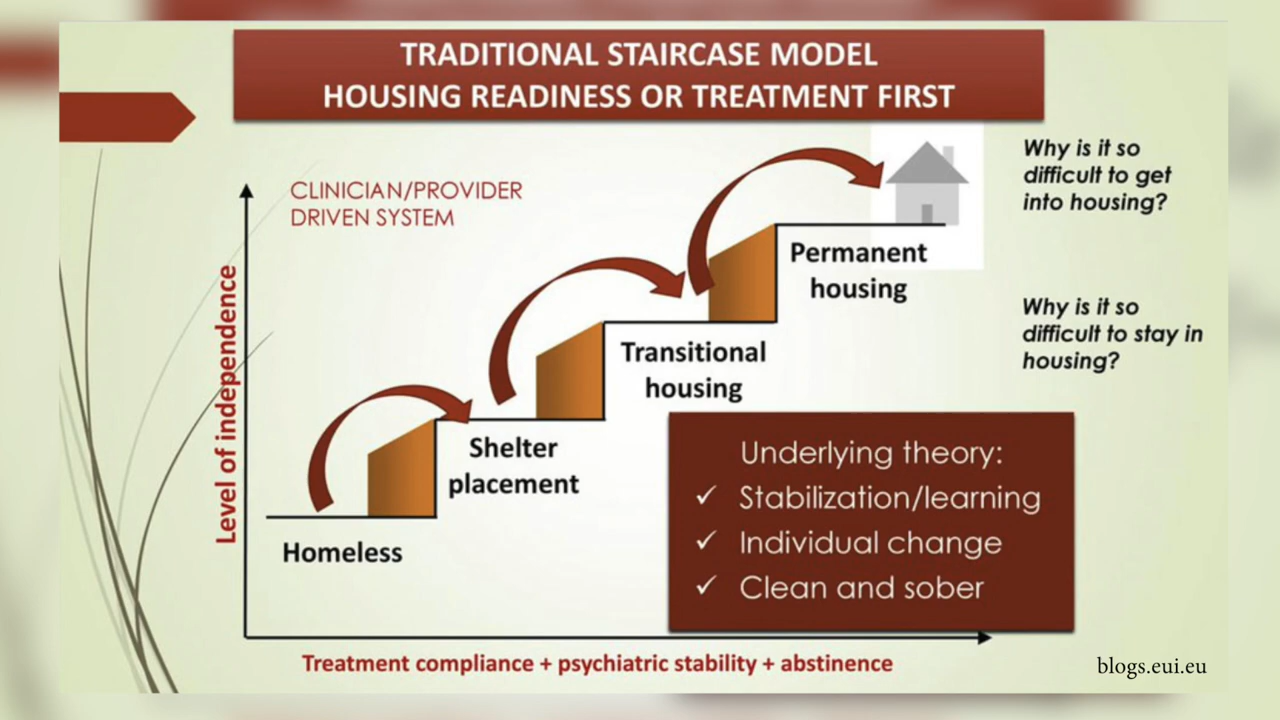 TRADITIONAL STAIRCASE MODEL
HOUSING READINESS OR TREATMENT FIRST
CLINICIAN/PROVIDER
DRIVEN SYSTEM
Why is it so
difficult to get
into housing?
Why is it so
difficult to stay in
housing?
Level of independence
Permanent
housing
Transitional
housing
Shelter
placement
Homeless
Underlying theory:
✓ Stabilization/learning
✓ Individual change
✓ Clean and sober
Treatment compliance + psychiatric stability + abstinence
blogs.eui.eu